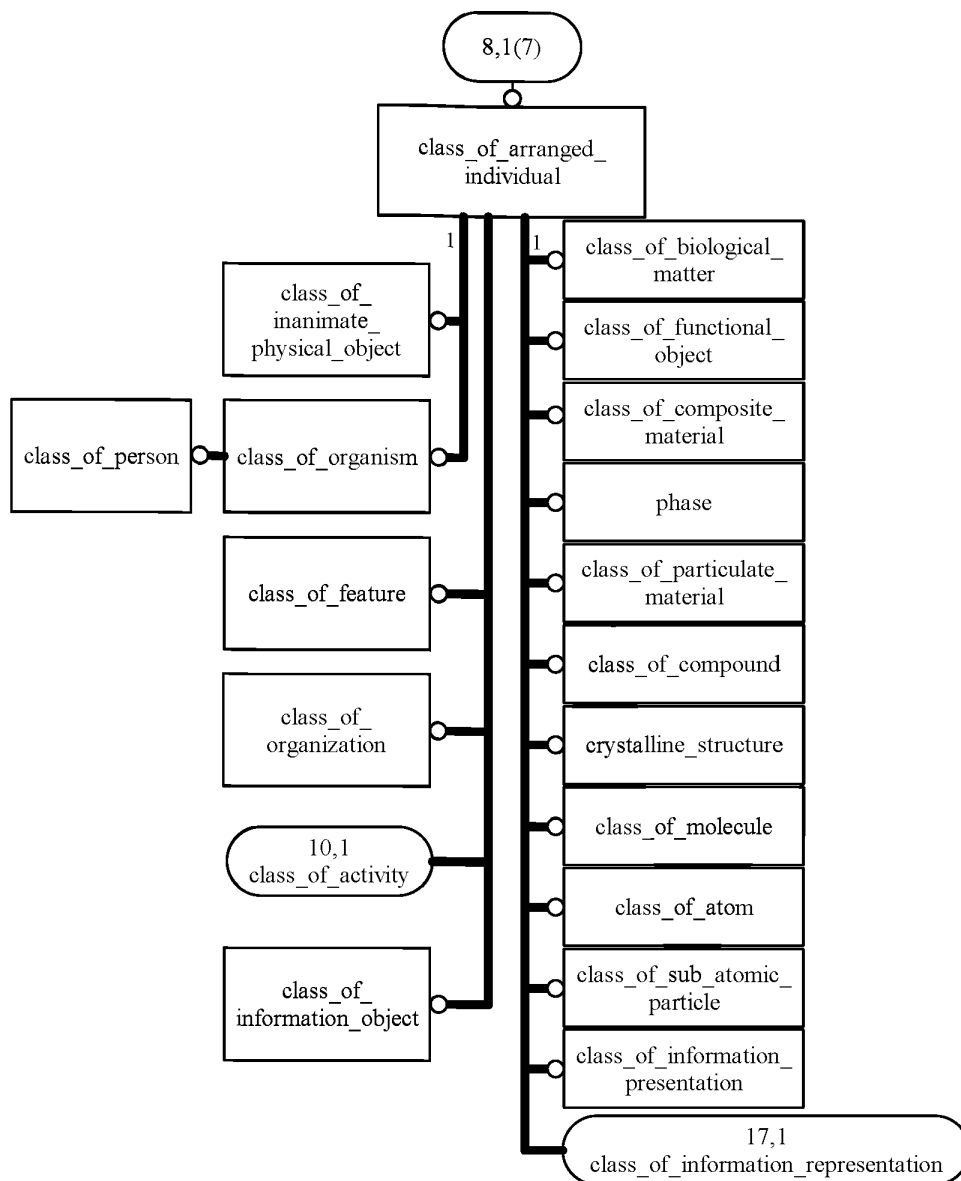 8,1(7)
class_of_arranged_
individual
1
1
class_of_
inanimate_
physical_object
class_of_person
class_of_organism
class_of_feature
class_of_
organization
10,1
class_of_activity
class_of_
information_object
class_of_biological_
matter
class_of_functional_
object
class_of_composite_
material
phase
class_of_particulate_
material
class_of_compound
crystalline_structure
class_of_molecule
class_of_atom
class_of_sub_atomic_
particle
class_of_information_
presentation
17,1
class_of_information_representation